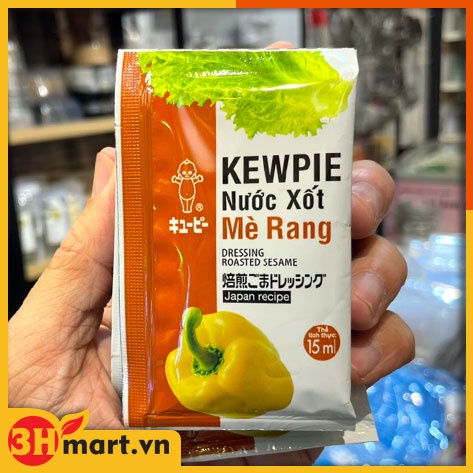 KEWPIE
Nước Xốt
Mè Rang
DRESSING
ROASTED SESAME
焙煎ごまドレッシング
Japan recipe
®
キユーピー
Thể
tích thực:
15 ml
3Hmart.vn